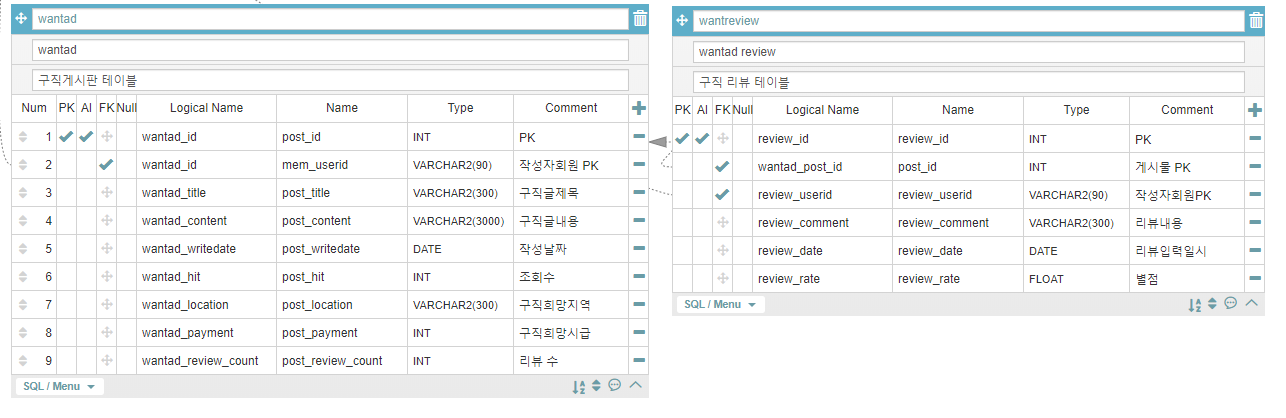 wantad
wantad
구직게시판 테이블
Num PK AI FK Null Logical Name Name Type Comment
1 wantad_id post_id INT PK
2 wantad_id mem_userid VARCHAR2(90) 작성자회원 PK
3 wantad_title post_title VARCHAR2(300) 구직글제목
4 wantad_content post_content VARCHAR2(3000) 구직글내용
5 wantad_writedate post_writedate DATE 작성날짜
6 wantad_hit post_hit INT 조회수
7 wantad_location post_location VARCHAR2(300) 구직희망지역
8 wantad_payment post_payment INT 구직희망시급
9 wantad_review_count post_review_count INT 리뷰 수
SQL / Menu
wantreview
wantad review
구직 리뷰 테이블
PK AI FK Null Logical Name Name Type Comment
review_id review_id INT PK
wantad_post_id post_id INT 게시물 PK
review_userid review_userid VARCHAR2(90) 작성자회원PK
review_comment review_comment VARCHAR2(300) 리뷰내용
review_date review_date DATE 리뷰입력일시
review_rate review_rate FLOAT 별점
SQL / Menu